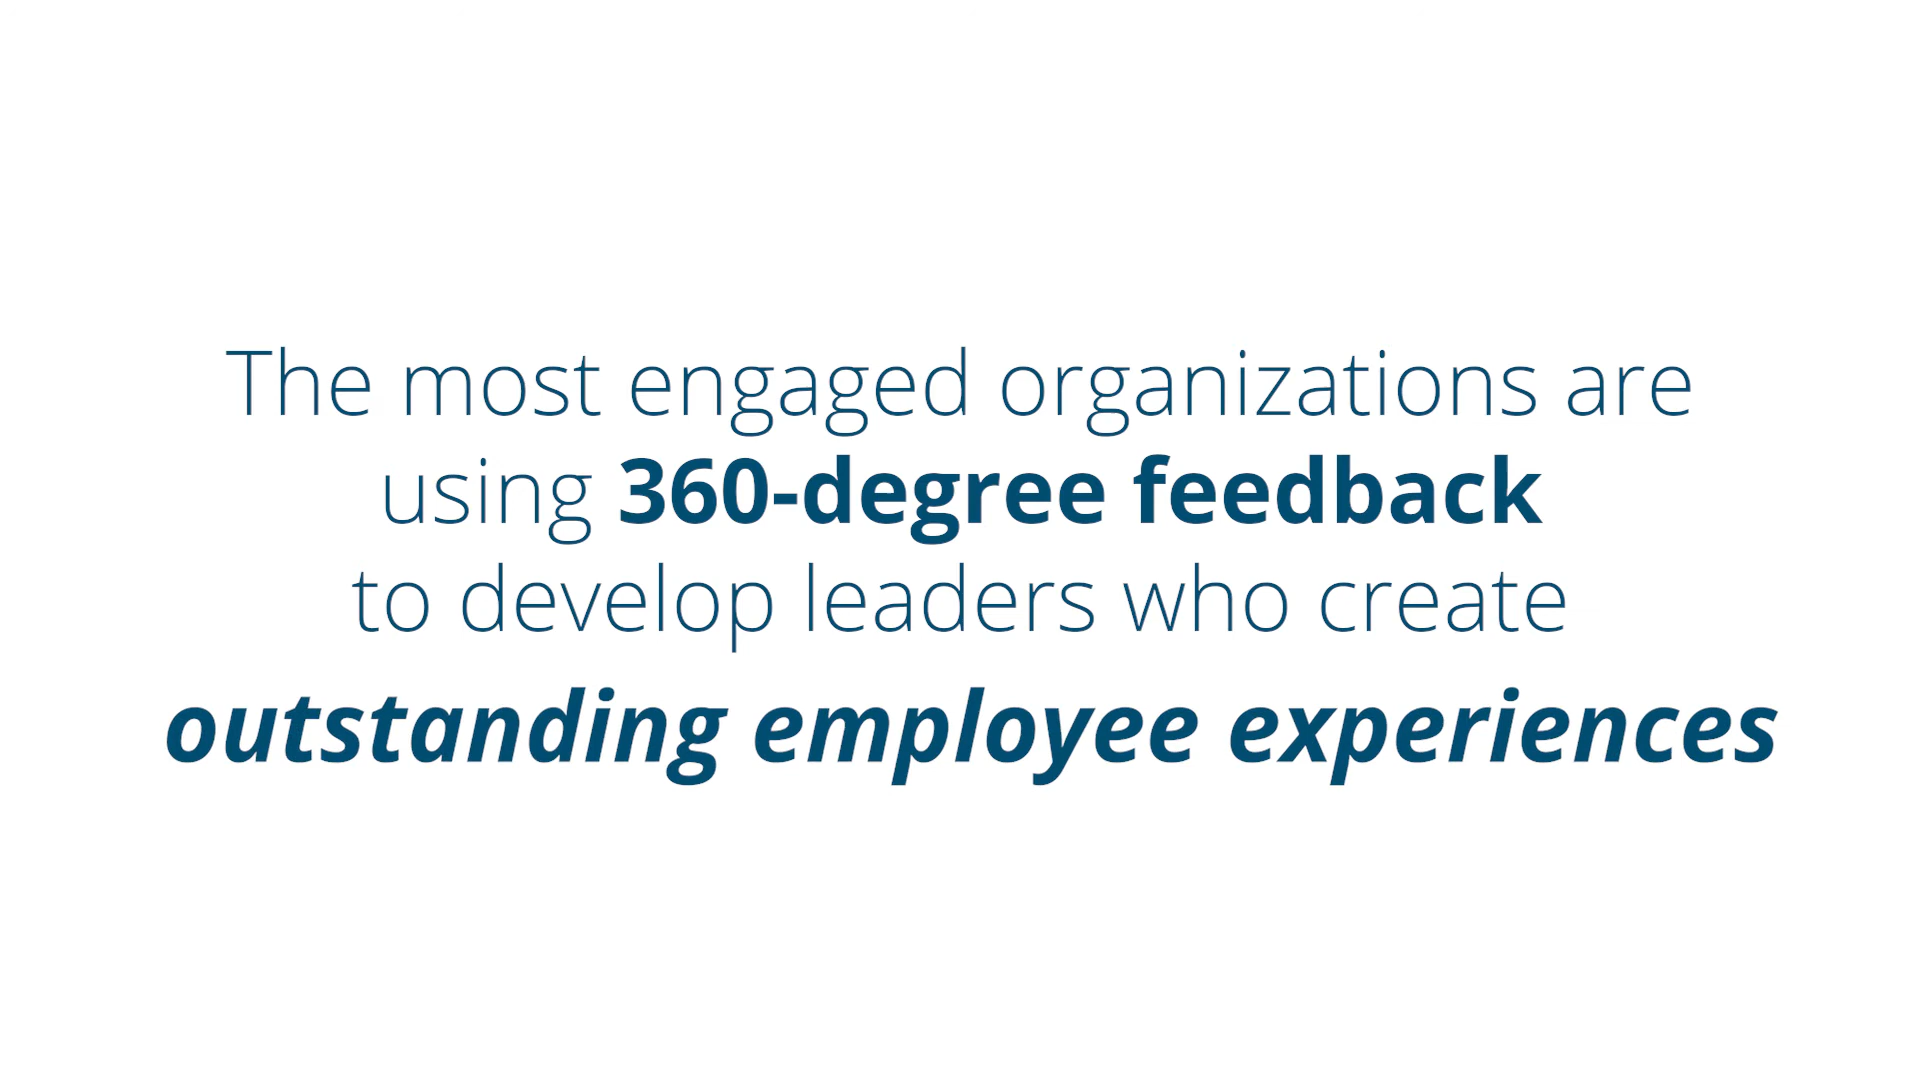 The most engaged organizations are
using 360-degree feedback
to develop leaders who create
outstanding employee experiences